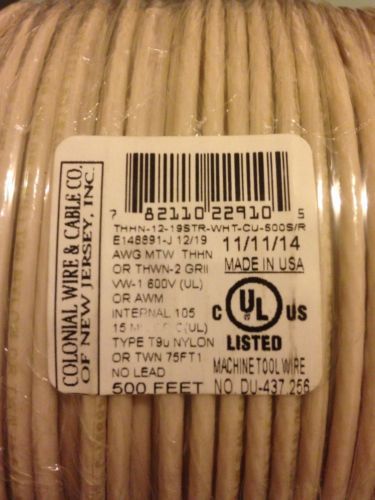 COLONIAL WIRE & CABLE CO.
OF NEW JERSEY, INC.
7 82110 22910 5
THHN-12-19STR-WHT-CU-500S/R
E146891-J 12/19
AWG MTW THHN
OR THWN-2 GRII
VW-1 600V (UL)
OR AWM
INTERNAL 105
15 (UL)
TYPE T90 NYLON
OR TWN 75FT1
NO LEAD
500 FEET
11/11/14
MADE IN USA
C UL US
LISTED
MACHINE TOOL WIRE
NO. DU-437,256